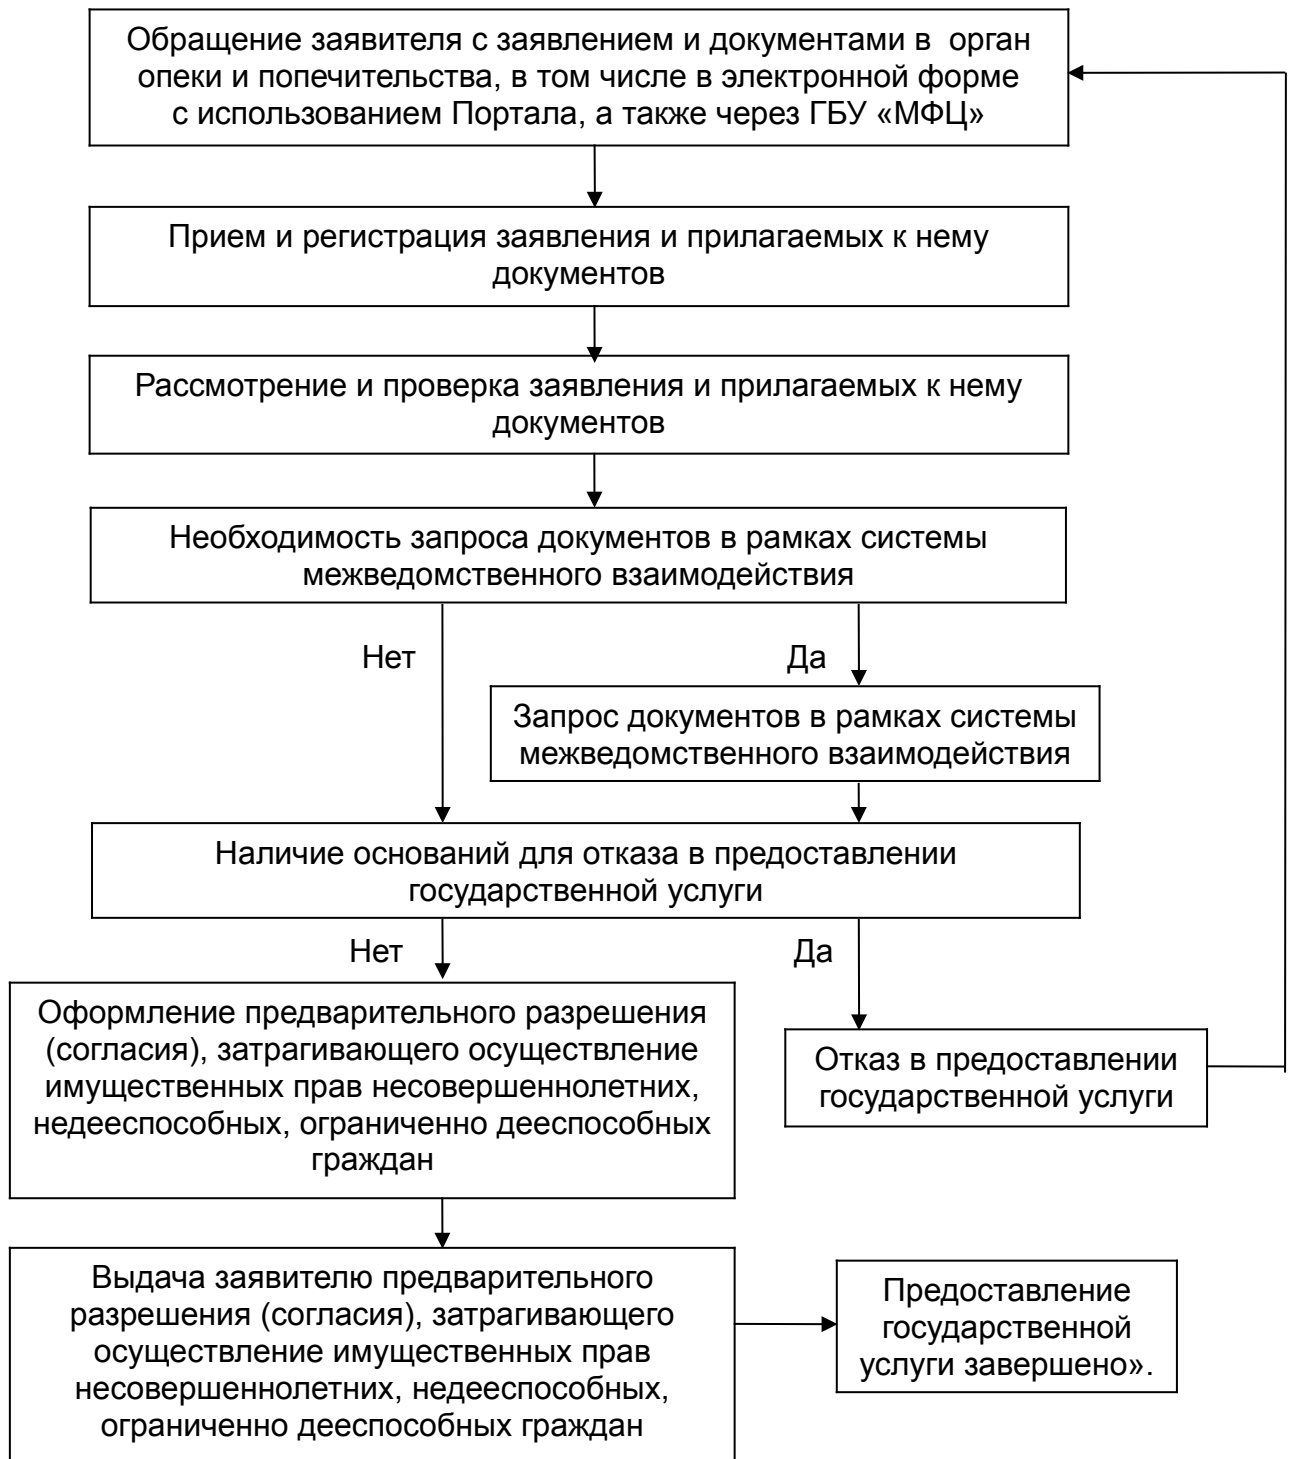 Обращение заявителя с заявлением и документами в орган
опеки и попечительства, в том числе в электронной форме
с использованием Портала, а также через ГБУ «МФЦ»
Прием и регистрация заявления и прилагаемых к нему
документов
Рассмотрение и проверка заявления и прилагаемых к нему
документов
Необходимость запроса документов в рамках системы
межведомственного взаимодействия
Нет
Да
Запрос документов в рамках системы
межведомственного взаимодействия
Наличие оснований для отказа в предоставлении
государственной услуги
Нет
Да
Оформление предварительного разрешения
(согласия), затрагивающего осуществление
имущественных прав несовершеннолетних,
недееспособных, ограниченно дееспособных
граждан
Отказ в предоставлении
государственной услуги
Выдача заявителю предварительного
разрешения (согласия), затрагивающего
осуществление имущественных прав
несовершеннолетних, недееспособных,
ограниченно дееспособных граждан
Предоставление
государственной
услуги завершено».